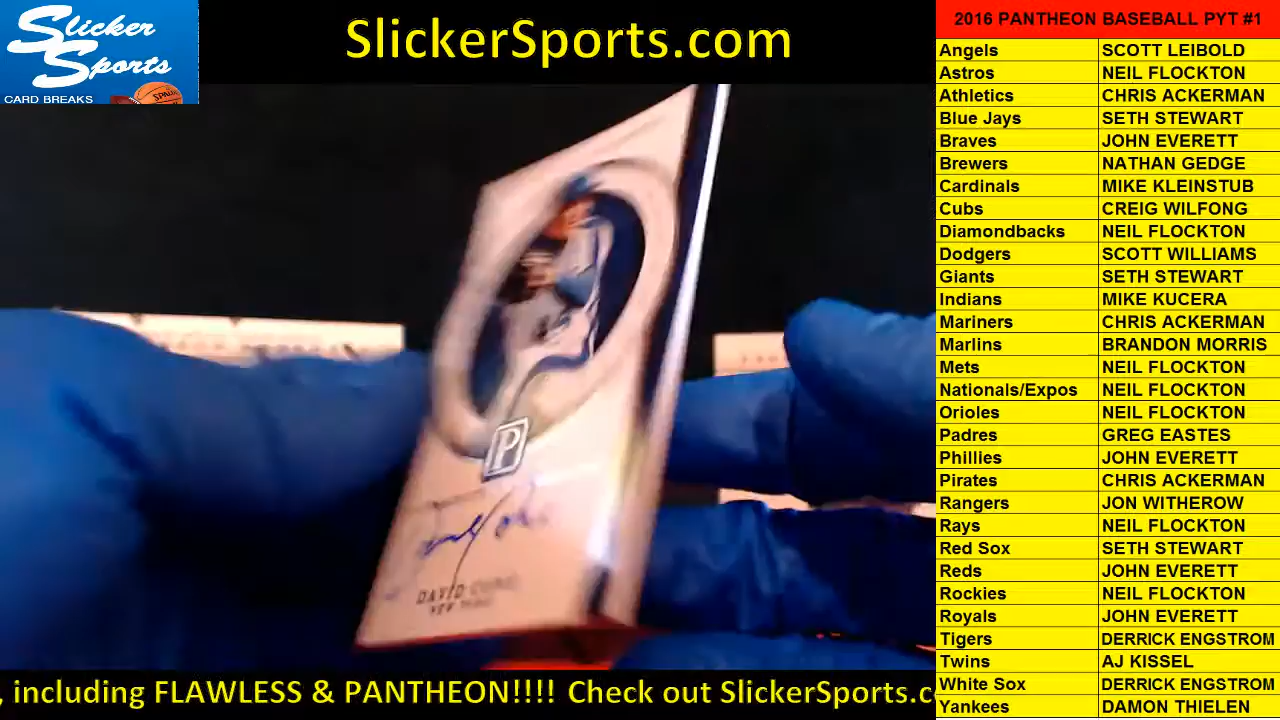 Slicker
Sports
CARD BREAKS
SPALDING
SlickerSports.com
P
DAVID
NEW YORK
, including FLAWLESS & PANTHEON!!!! Check out SlickerSports.c
2016 PANTHEON BASEBALL PYT #1
Angels SCOTT LEIBOLD
Astros NEIL FLOCKTON
Athletics CHRIS ACKERMAN
Blue Jays SETH STEWART
Braves JOHN EVERETT
Brewers NATHAN GEDGE
Cardinals MIKE KLEINSTUB
Cubs CREIG WILFONG
Diamondbacks NEIL FLOCKTON
Dodgers SCOTT WILLIAMS
Giants SETH STEWART
Indians MIKE KUCERA
Mariners CHRIS ACKERMAN
Marlins BRANDON MORRIS
Mets NEIL FLOCKTON
Nationals/Expos NEIL FLOCKTON
Orioles NEIL FLOCKTON
Padres GREG EASTES
Phillies JOHN EVERETT
Pirates CHRIS ACKERMAN
Rangers JON WITHEROW
Rays NEIL FLOCKTON
Red Sox SETH STEWART
Reds JOHN EVERETT
Rockies NEIL FLOCKTON
Royals JOHN EVERETT
Tigers DERRICK ENGSTROM
Twins AJ KISSEL
White Sox DERRICK ENGSTROM
Yankees DAMON THIELEN